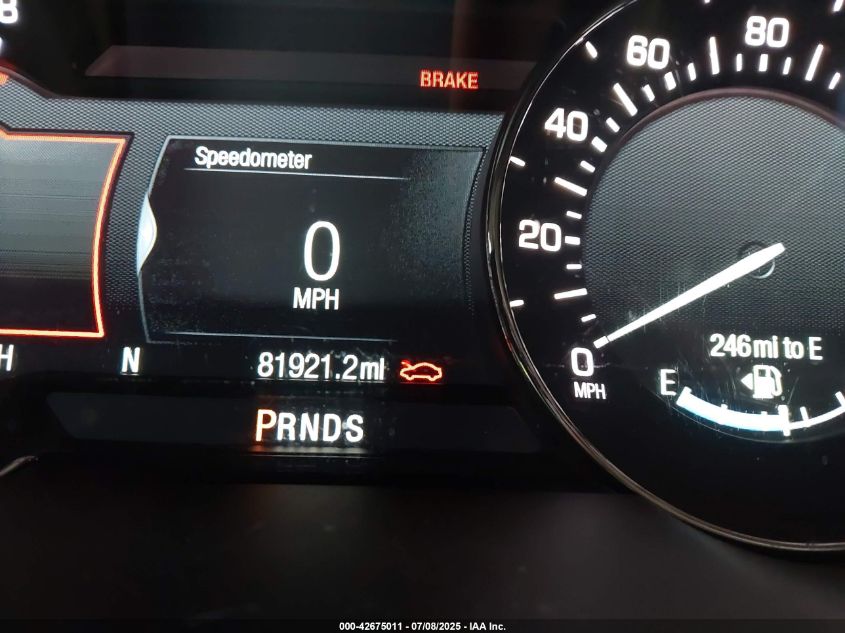 8
BRAKE
Speedometer
0
MPH
H
N
81921.2mi
PRNDS
80
60
40
20
0
MPH
246mi to E
E
000-42675011 - 07/08/2025 - IAA Inc.